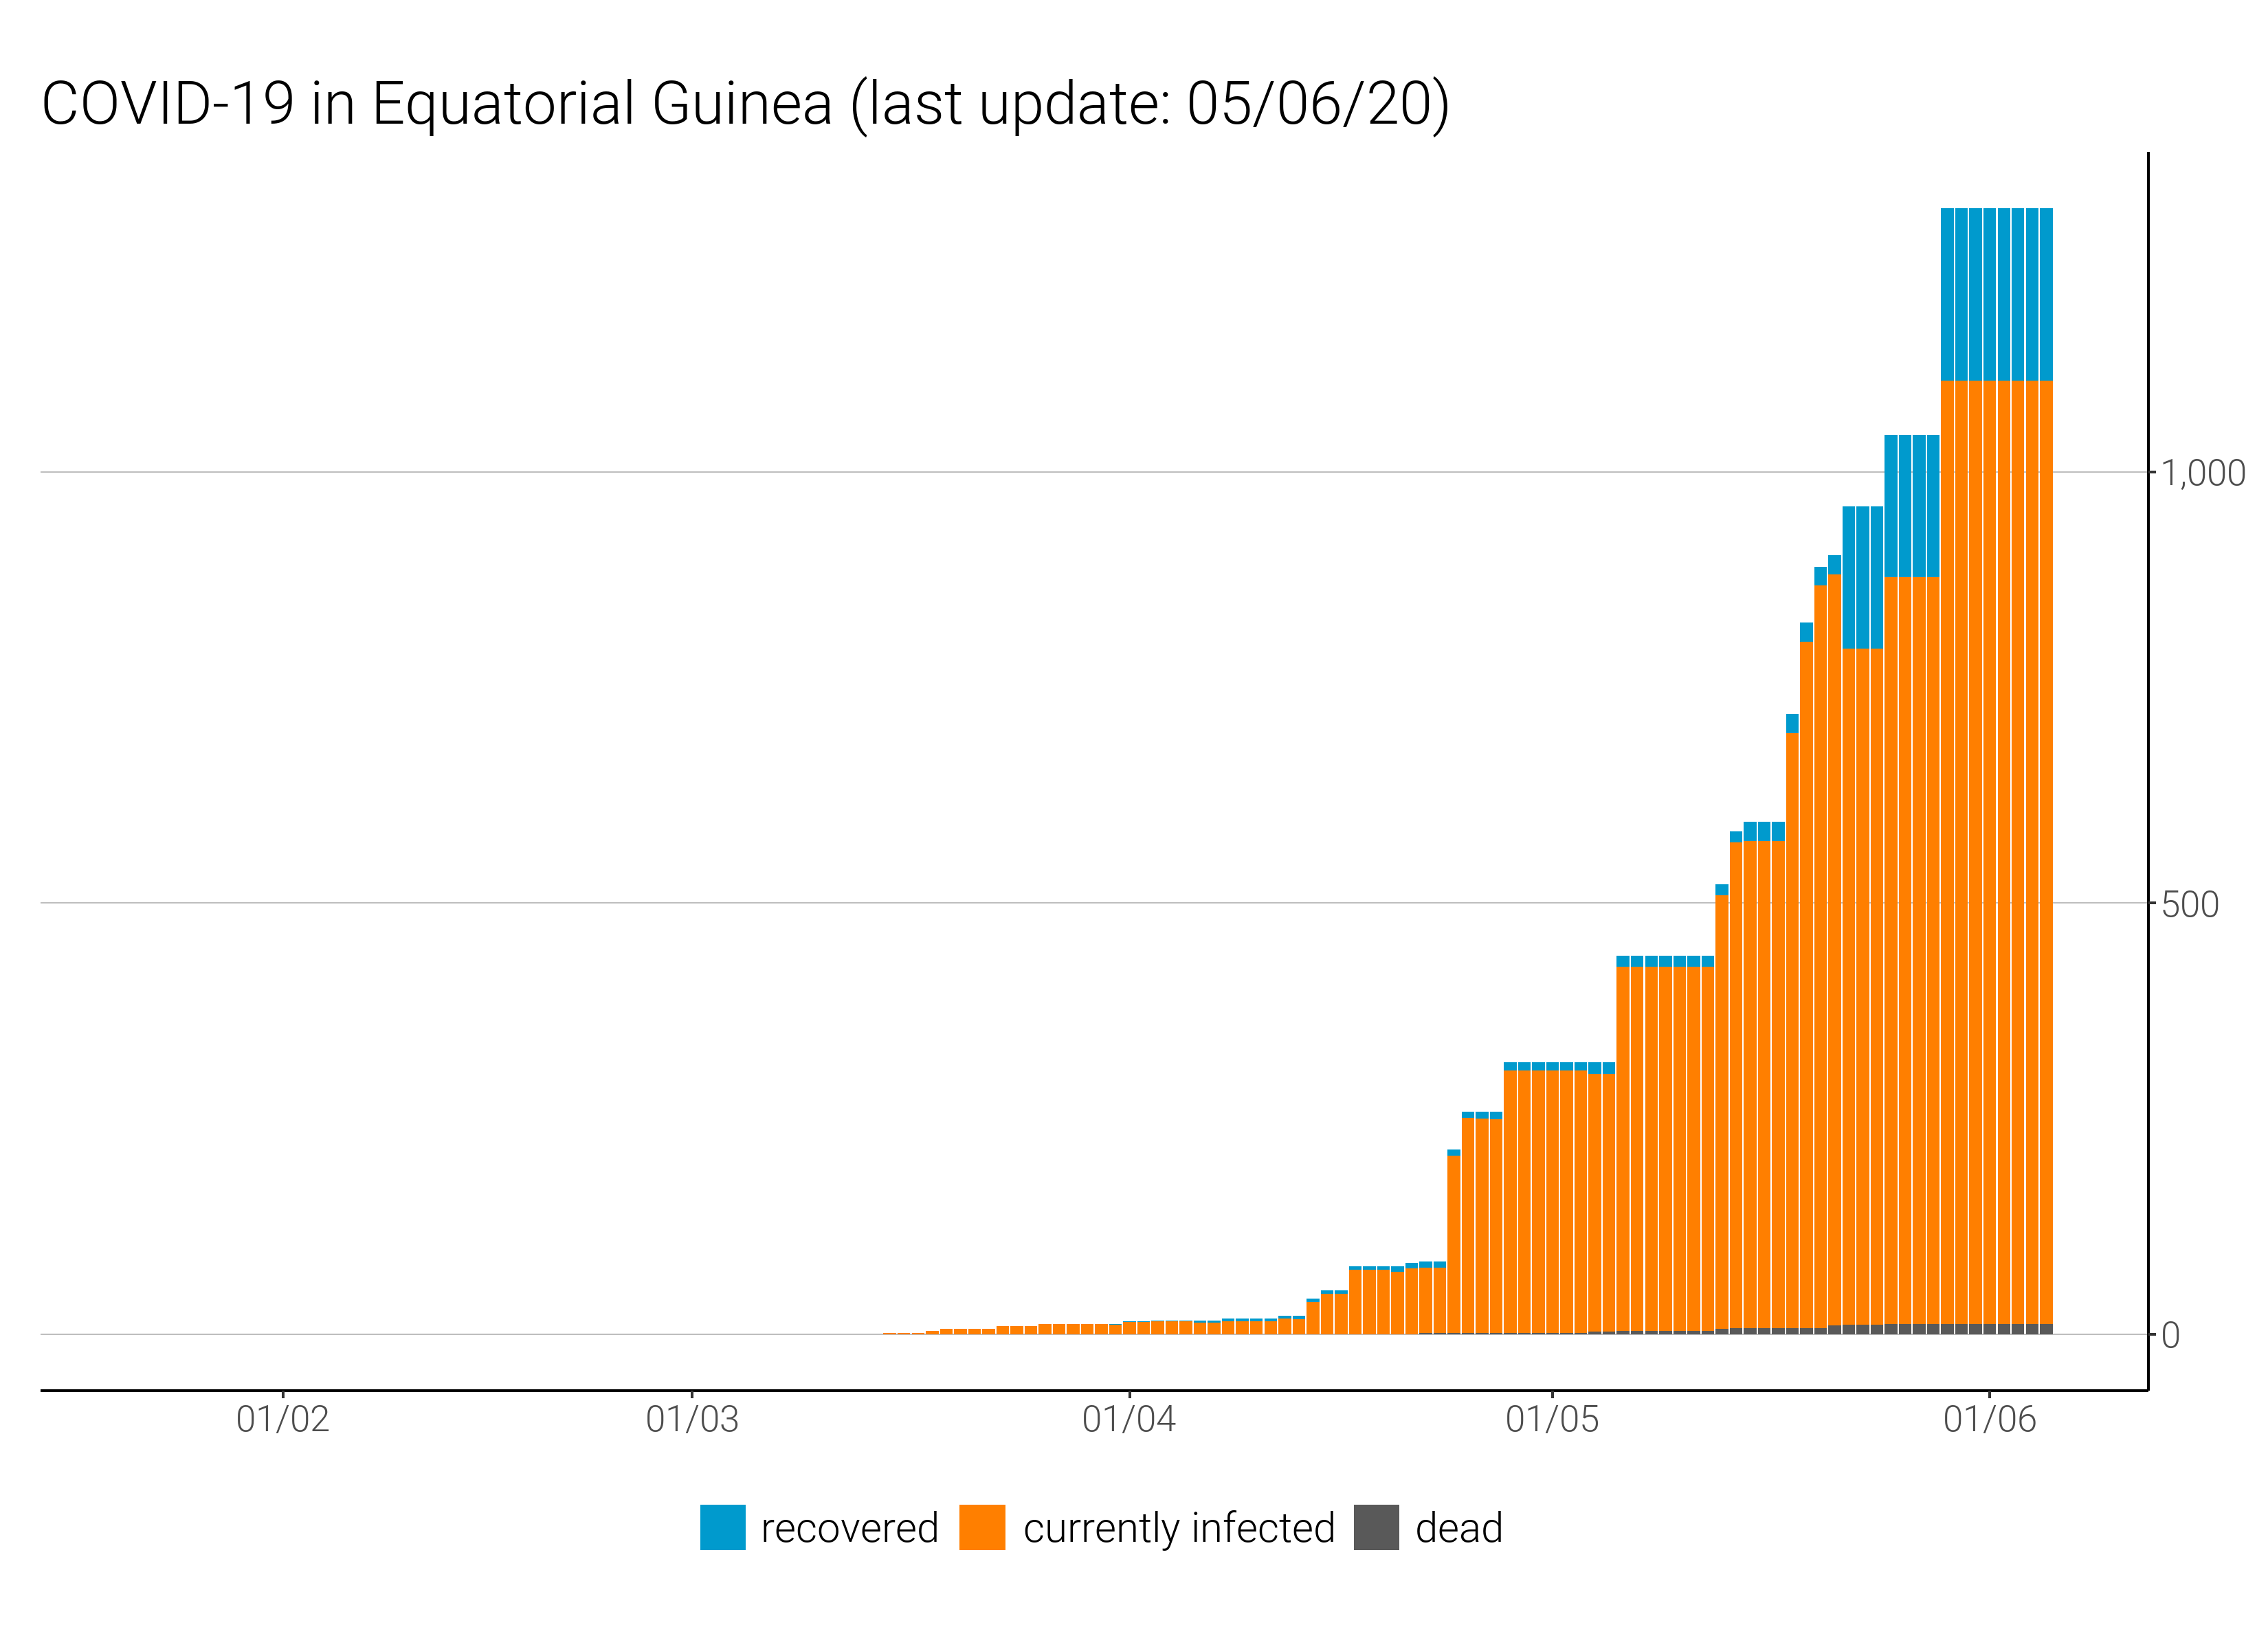 COVID-19 in Equatorial Guinea (last update: 05/06/20)
1,000
500
0
01/02 01/03 01/04 01/05 01/06
recovered currently infected dead